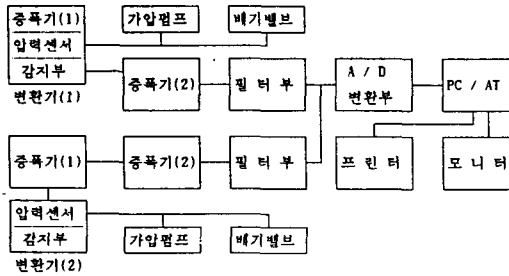 증폭기(1) 가압펌프 배기밸브
압력센서
감지부 증폭기(2) 필터부 A / D 변환부 PC / AT
변환기(1)
증폭기(1) 증폭기(2) 필터부 프린터 모니터
압력센서
감지부 가압펌프 배기밸브
변환기(2)